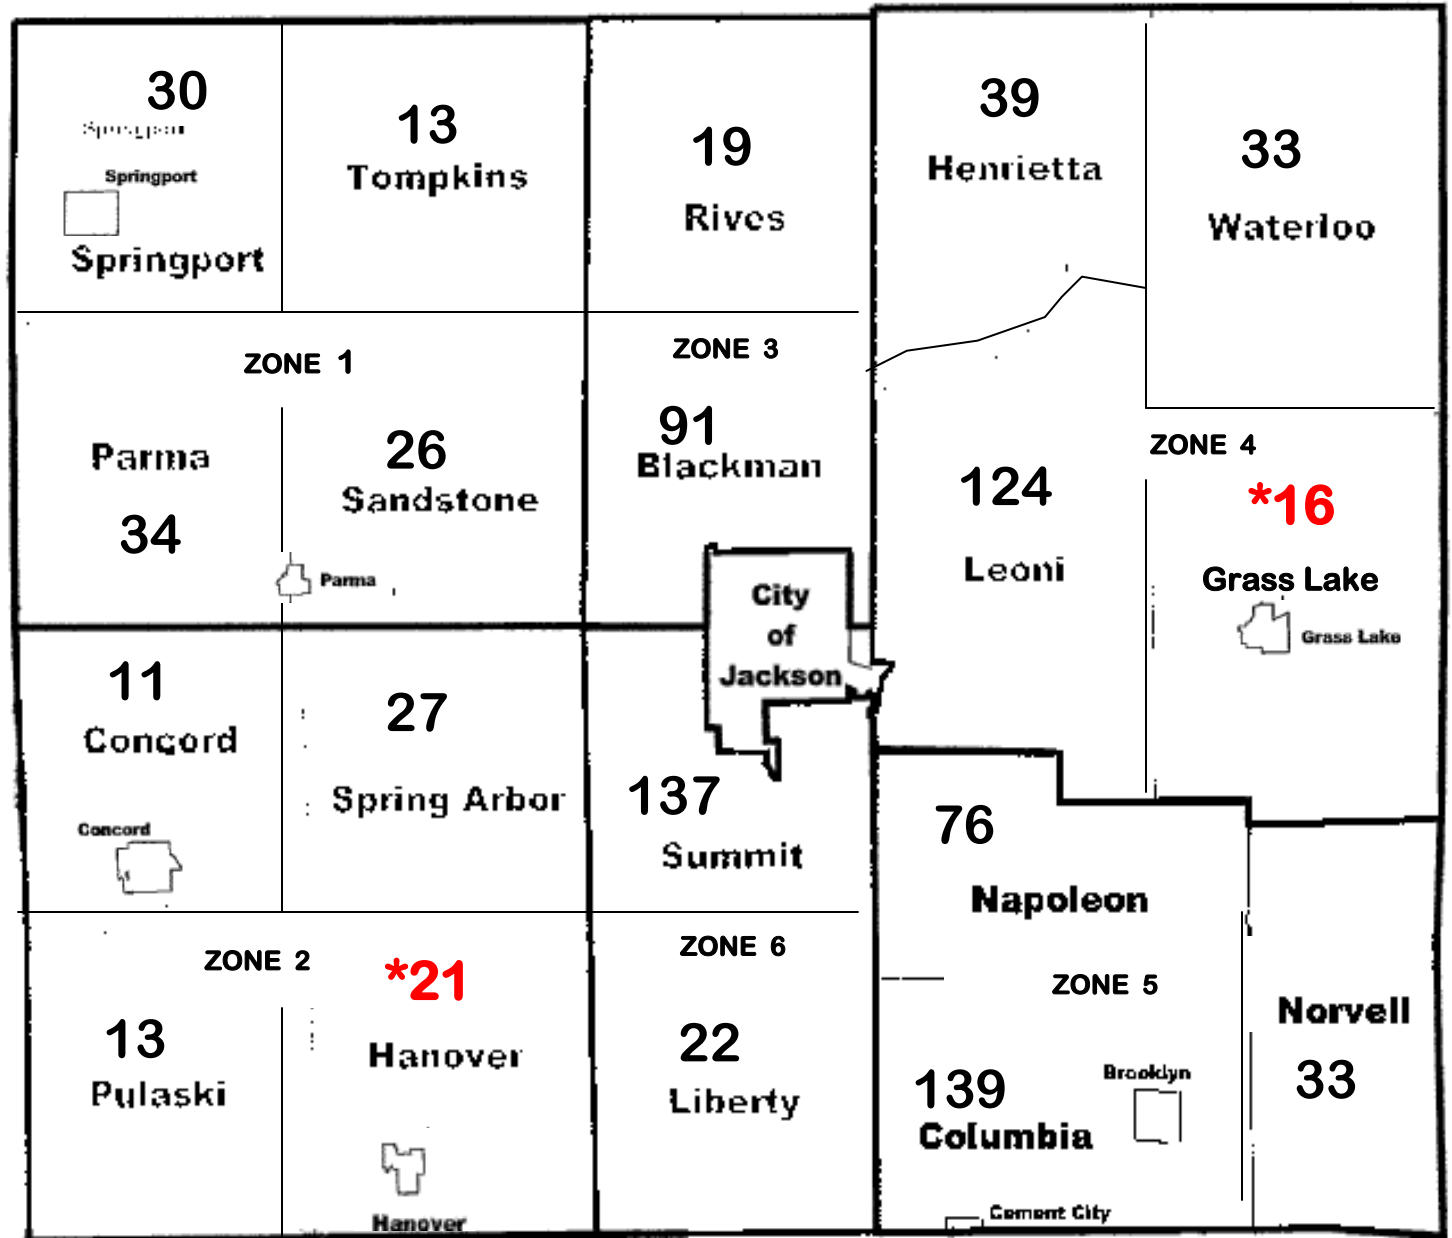 30
Springport
Springport
Springport
13
Tompkins
19
Rives
39
Henrietta
33
Waterloo
ZONE 1
Parma
34
26
Sandstone
Parma
ZONE 3
91
Blackman
City
of
Jackson
124
Leoni
ZONE 4
*16
Grass Lake
Grass Lake
11
Concord
Concord
27
Spring Arbor
137
Summit
76
Napoleon
ZONE 2
13
Pulaski
*21
Hanover
Hanover
ZONE 6
22
Liberty
ZONE 5
139
Columbia
Brooklyn
Cement City
Norvell
33